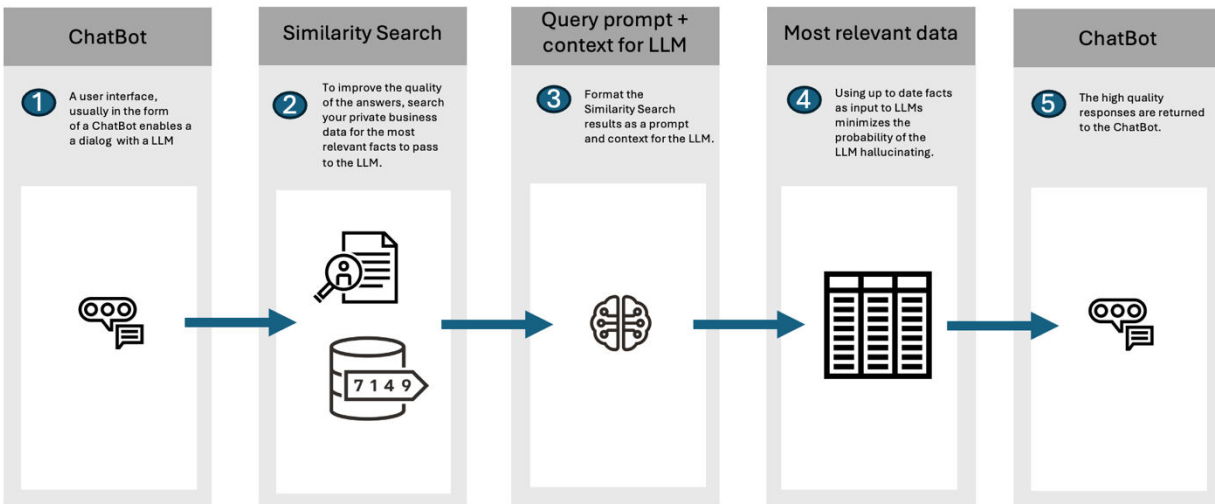 ChatBot
1
A user interface,
usually in the form
of a ChatBot enables a
a dialog with a LLM
Similarity Search
2
To improve the quality
of the answers, search
your private business
data for the most
relevant facts to pass
to the LLM.
7 1 4 9
Query prompt +
context for LLM
3
Format the
Similarity Search
results as a prompt
and context for the LLM.
Most relevant data
4
Using up to date facts
as input to LLMs
minimizes the
probability of the
LLM hallucinating.
ChatBot
5
The high quality
responses are returned
to the ChatBot.